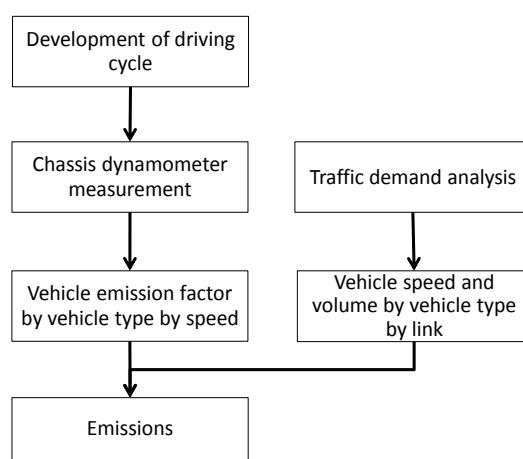 Development of driving
cycle
Chassis dynamometer
measurement
Traffic demand analysis
Vehicle emission factor
by vehicle type by speed
Vehicle speed and
volume by vehicle type
by link
Emissions